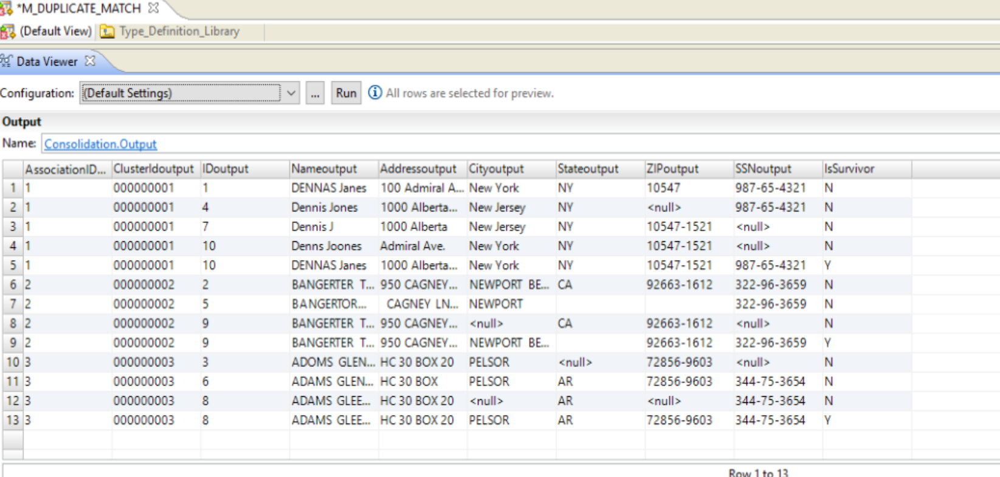 *M_DUPLICATE_MATCH
(Default View) Type_Definition_Library
Data Viewer
Configuration: (Default Settings) ... Run All rows are selected for preview.
Output
Name: Consolidation.Output
AssociationID... ClusterIdoutput IDoutput Nameoutput Addressoutput Cityoutput Stateoutput ZIPoutput SSNoutput IsSurvivor
1 1 000000001 1 DENNAS Janes 100 Admiral A... New York NY 10547 987-65-4321 N
2 1 000000001 4 Dennis Jones 1000 Alberta... New Jersey NY <null> 987-65-4321 N
3 1 000000001 7 Dennis J 1000 Alberta New Jersey NY 10547-1521 <null> N
4 1 000000001 10 Denns Joones Admiral Ave. New York NY 10547-1521 <null> N
5 1 000000001 10 DENNAS Janes 1000 Alberta... New York NY 10547-1521 987-65-4321 Y
6 2 000000002 2 BANGERTER T... 950 CAGNEY... NEWPORT BE... CA 92663-1612 322-96-3659 N
7 2 000000002 5 BANGERTOR... CAGNEY LN... NEWPORT 322-96-3659 N
8 2 000000002 9 BANGERTER T... 950 CAGNEY... <null> CA 92663-1612 <null> N
9 2 000000002 9 BANGERTER T... 950 CAGNEY... NEWPORT BE... 92663-1612 322-96-3659 Y
10 3 000000003 3 ADOMS GLEN... HC 30 BOX 20 PELSOR <null> 72856-9603 <null> N
11 3 000000003 6 ADAMS GLEN... HC 30 BOX PELSOR AR 72856-9603 344-75-3654 N
12 3 000000003 8 ADAMS GLEE... HC 30 BOX 20 <null> AR <null> 344-75-3654 N
13 3 000000003 8 ADAMS GLEE... HC 30 BOX 20 PELSOR AR 72856-9603 344-75-3654 Y
Row 1 to 13